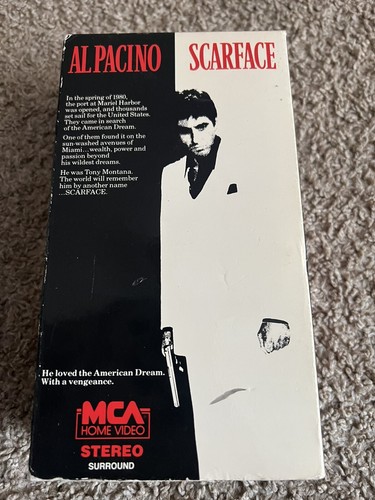 AL PACINO SCARFACE
In the spring of 1980,
the port at Mariel Harbor
was opened, and thousands
set sail for the United States.
They came in search
of the American Dream.
One of them found it on the
sun-washed avenues of
Miami...wealth, power and
passion beyond
his wildest dreams.
He was Tony Montana.
The world will remember
him by another name
...SCARFACE.
He loved the American Dream.
With a vengeance.
MCA
HOME VIDEO
STEREO
SURROUND